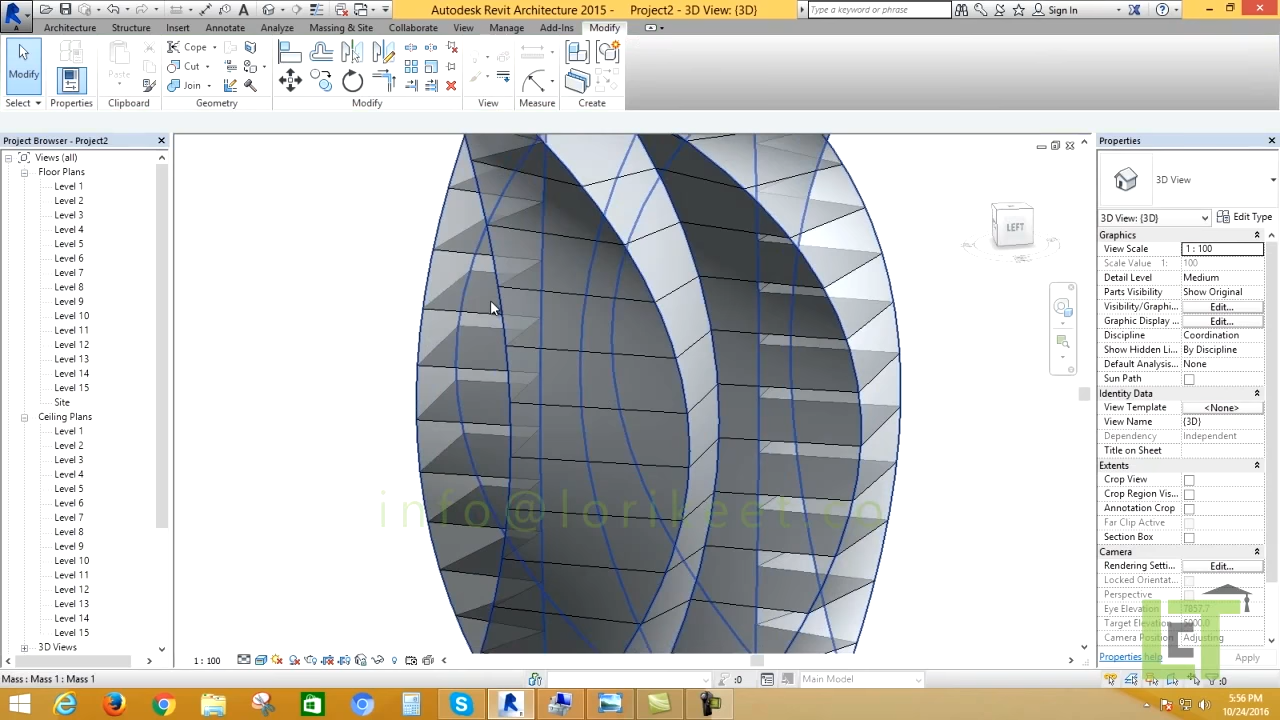 Autodesk Revit Architecture 2015 - Project2 - 3D View: {3D}
Type a keyword or phrase
Sign In
Architecture Structure Insert Annotate Analyze Massing & Site Collaborate View Manage Add-Ins Modify
Modify
Paste
Cope
Cut
Join
Select Properties Clipboard Geometry Modify View Measure Create
Project Browser - Project2
Views (all)
Floor Plans
Level 1
Level 2
Level 3
Level 4
Level 5
Level 6
Level 7
Level 8
Level 9
Level 10
Level 11
Level 12
Level 13
Level 14
Level 15
Site
Ceiling Plans
Level 1
Level 2
Level 3
Level 4
Level 5
Level 6
Level 7
Level 8
Level 9
Level 10
Level 11
Level 12
Level 13
Level 14
Level 15
3D Views
LEFT
info@lorikeet.co
Properties
3D View
3D View: {3D} Edit Type
Graphics
View Scale 1 : 100
Scale Value 1: 100
Detail Level Medium
Parts Visibility Show Original
Visibility/Graphi... Edit...
Graphic Display ... Edit...
Discipline Coordination
Show Hidden Li... By Discipline
Default Analysis... None
Sun Path
Identity Data
View Template <None>
View Name {3D}
Dependency Independent
Title on Sheet
Extents
Crop View
Crop Region Vis...
Annotation Crop
Far Clip Active
Section Box
Camera
Rendering Setti... Edit...
Locked Orientat...
Perspective
Eye Elevation 7857.7
Target Elevation
Camera Position Adjusting
Properties help Apply
1 : 100
Mass : Mass 1 : Mass 1
:0
Main Model
:0
5:56 PM
10/24/2016